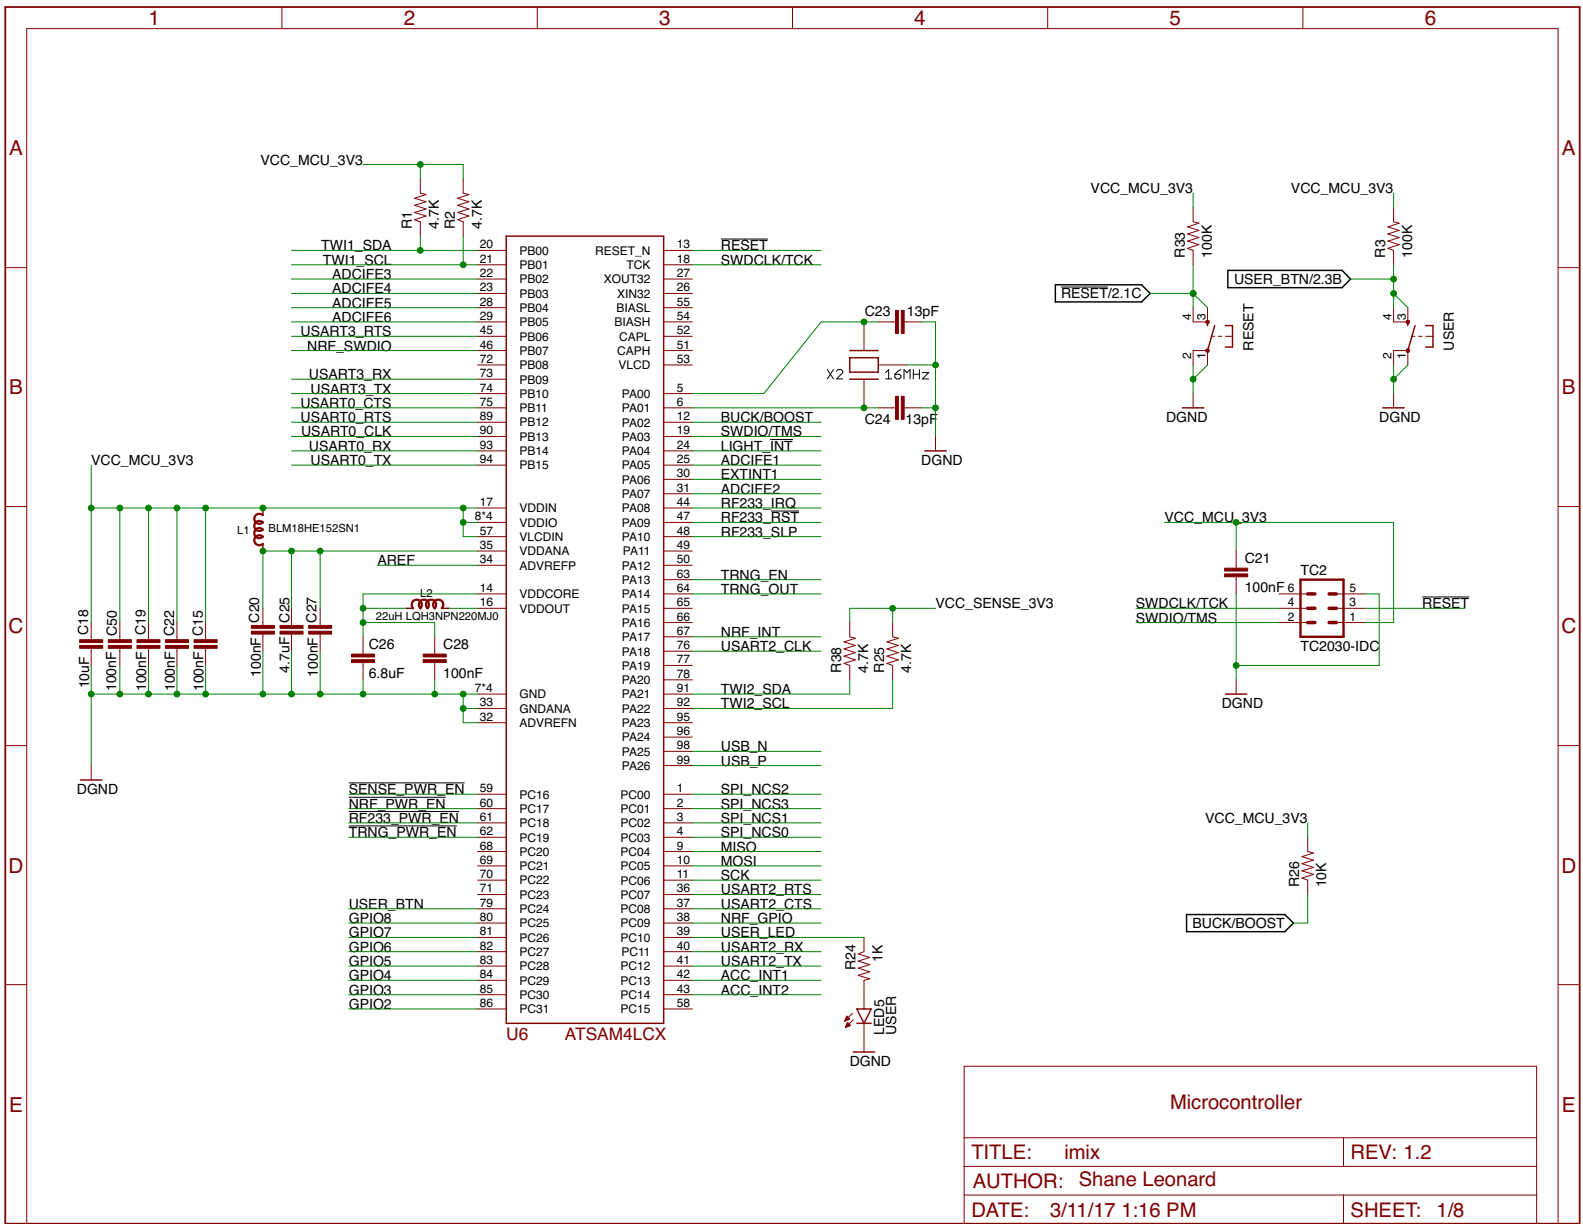 1 2 3 4 5 6
A A
B B
C C
D D
E E
VCC_MCU_3V3
R1 4.7K
R2 4.7K
TWI1_SDA 20 PB00
TWI1_SCL 21 PB01
ADCIFE3 22 PB02
ADCIFE4 23 PB03
ADCIFE5 28 PB04
ADCIFE6 29 PB05
USART3_RTS 45 PB06
NRF_SWDIO 46 PB07
72 PB08
USART3_RX 73 PB09
USART3_TX 74 PB10
USART0_CTS 75 PB11
USART0_RTS 89 PB12
USART0_CLK 90 PB13
USART0_RX 93 PB14
USART0_TX 94 PB15
VCC_MCU_3V3
17 VDDIN
8*4 VDDIO
57 VLCDIN
35 VDDANA
AREF 34 ADVREFP
14 VDDCORE
16 VDDOUT
L1 BLM18HE152SN1
L2
22uH LQH3NPN220MJ0
C18 10uF
C50 100nF
C19 100nF
C22 100nF
C15 100nF
C20 100nF
C25 4.7uF
C27 100nF
C26 6.8uF
C28 100nF
7*4 GND
33 GNDANA
32 ADVREFN
DGND
SENSE_PWR_EN 59 PC16
NRF_PWR_EN 60 PC17
RF233_PWR_EN 61 PC18
TRNG_PWR_EN 62 PC19
68 PC20
69 PC21
70 PC22
71 PC23
USER_BTN 79 PC24
GPIO8 80 PC25
GPIO7 81 PC26
GPIO6 82 PC27
GPIO5 83 PC28
GPIO4 84 PC29
GPIO3 85 PC30
GPIO2 86 PC31
U6 ATSAM4LCX
RESET_N 13 RESET
TCK 18 SWDCLK/TCK
XOUT32 27
XIN32 26
BIASL 55
BIASH 54
CAPL 52
CAPH 51
VLCD 53
PA00 5
PA01 6
PA02 12 BUCK/BOOST
PA03 19 SWDIO/TMS
PA04 24 LIGHT_INT
PA05 25 ADCIFE1
PA06 30 EXTINT1
PA07 31 ADCIFE2
PA08 44 RF233_IRQ
PA09 47 RF233_RST
PA10 48 RF233_SLP
PA11 49
PA12 50
PA13 63 TRNG_EN
PA14 64 TRNG_OUT
PA15 65
PA16 66
PA17 67 NRF_INT
PA18 76 USART2_CLK
PA19 77
PA20 78
PA21 91 TWI2_SDA
PA22 92 TWI2_SCL
PA23 95
PA24 96
PA25 98 USB_N
PA26 99 USB_P
PC00 1 SPI_NCS2
PC01 2 SPI_NCS3
PC02 3 SPI_NCS1
PC03 4 SPI_NCS0
PC04 9 MISO
PC05 10 MOSI
PC06 11 SCK
PC07 36 USART2_RTS
PC08 37 USART2_CTS
PC09 38 NRF_GPIO
PC10 39 USER_LED
PC11 40 USART2_RX
PC12 41 USART2_TX
PC13 42 ACC_INT1
PC14 43 ACC_INT2
PC15 58
C23 13pF
X2 16MHz
C24 13pF
DGND
VCC_SENSE_3V3
R38 4.7K
R25 4.7K
R24 1K
LED5 USER
DGND
VCC_MCU_3V3
R33 100K
RESET/2.1C
4 3
2 1
RESET
DGND
VCC_MCU_3V3
R3 100K
USER_BTN/2.3B
4 3
2 1
USER
DGND
VCC_MCU_3V3
C21
100nF
TC2
6 5
SWDCLK/TCK 4 3 RESET
SWDIO/TMS 2 1
TC2030-IDC
DGND
VCC_MCU_3V3
R26 10K
BUCK/BOOST
Microcontroller
TITLE: imix REV: 1.2
AUTHOR: Shane Leonard
DATE: 3/11/17 1:16 PM SHEET: 1/8